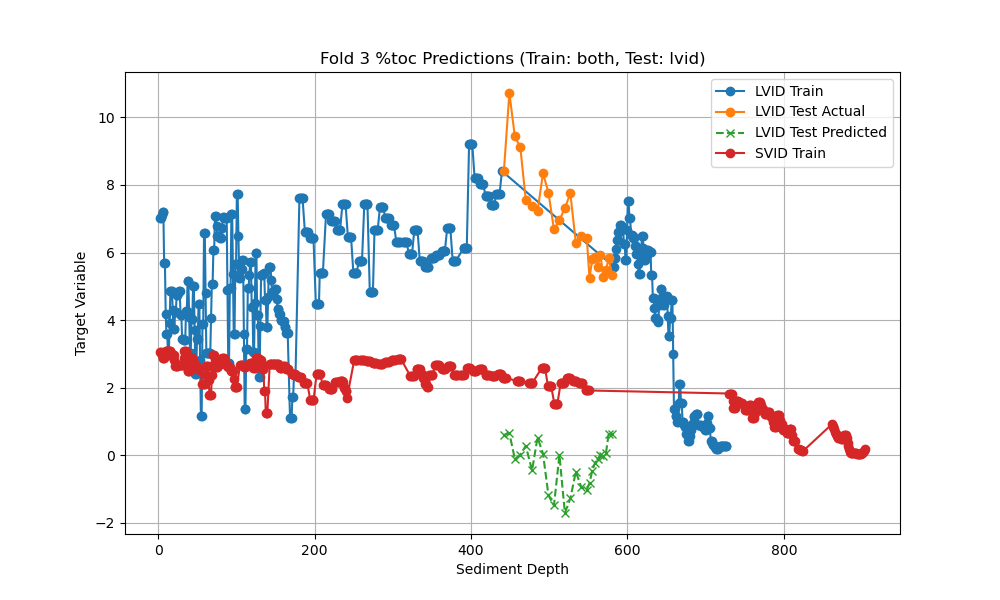 Fold 3 %toc Predictions (Train: both, Test: lvid)
LVID Train
LVID Test Actual
LVID Test Predicted
SVID Train
Target Variable
10
8
6
4
2
0
−2
0 200 400 600 800
Sediment Depth